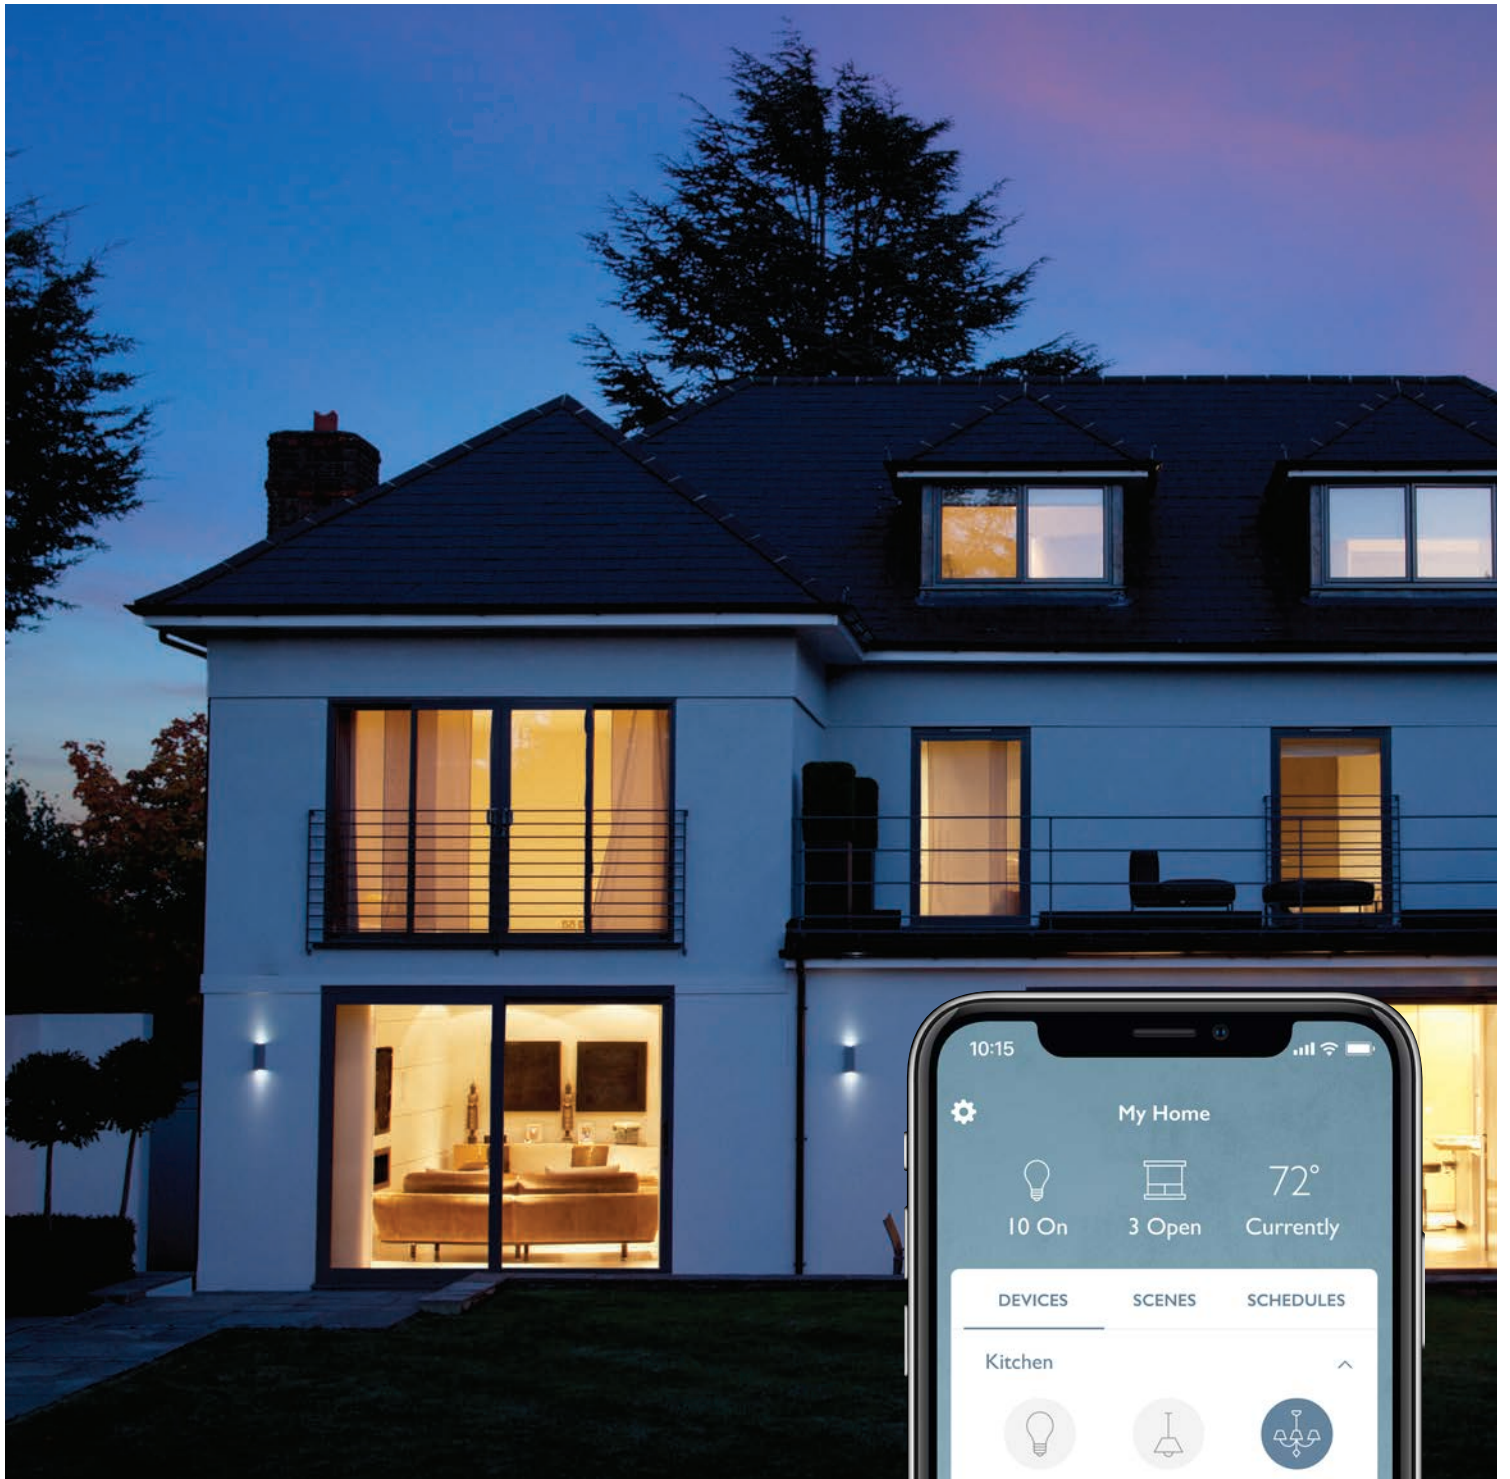 10:15
My Home
72°
10 On
3 Open
Currently
DEVICES
SCENES
SCHEDULES
Kitchen